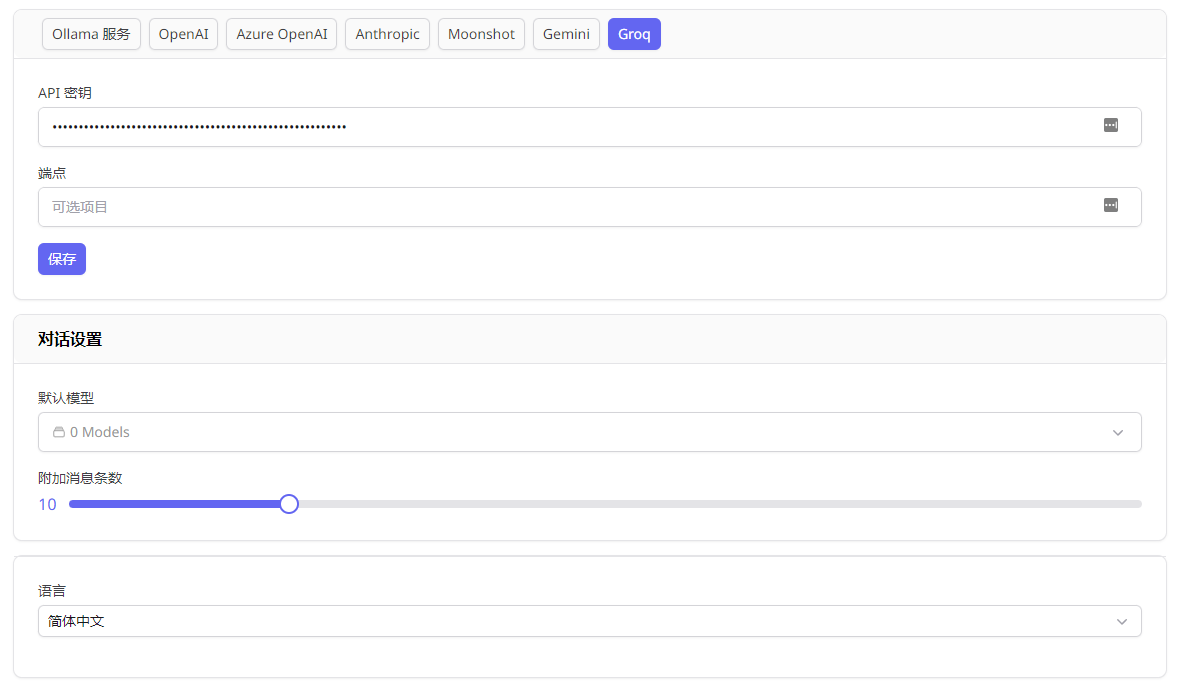 Ollama 服务 OpenAI Azure OpenAI Anthropic Moonshot Gemini Groq
API 密钥
端点
可选项目
保存
对话设置
默认模型
0 Models
附加消息条数
10
语言
简体中文